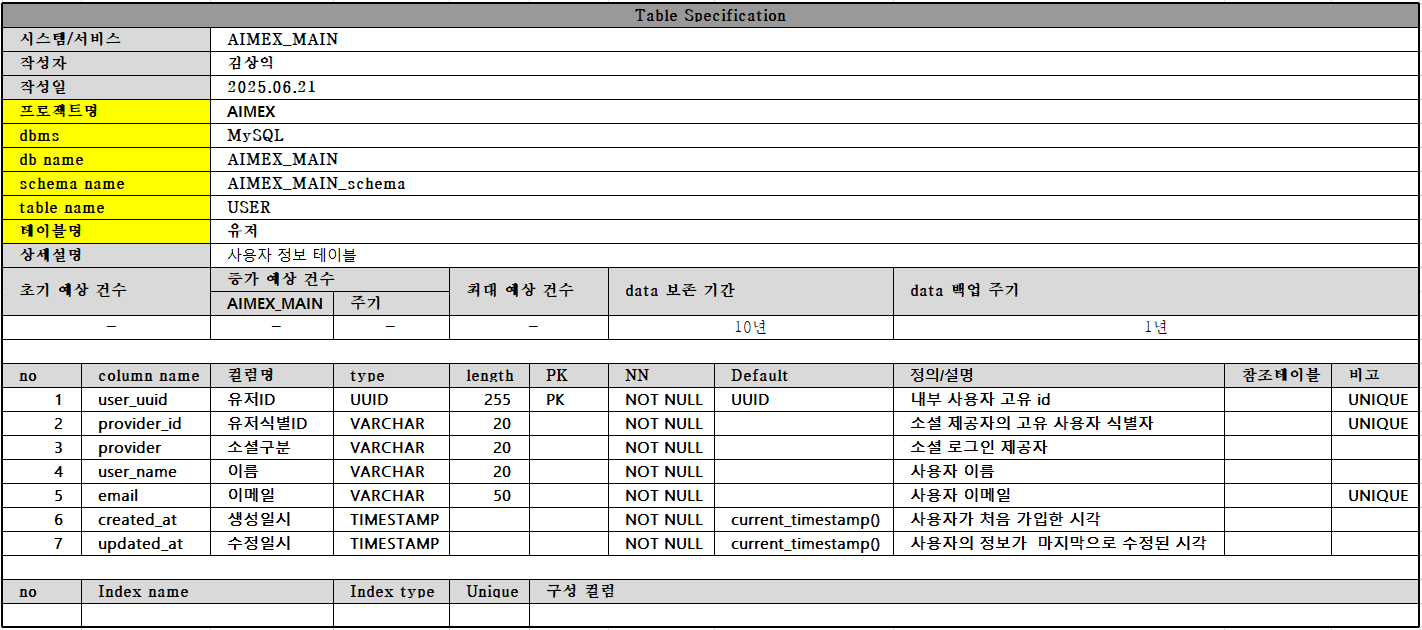 Table Specification
시스템/서비스 AIMEX_MAIN
작성자 김상익
작성일 2025.06.21
프로젝트명 AIMEX
dbms MySQL
db name AIMEX_MAIN
schema name AIMEX_MAIN_schema
table name USER
테이블명 유저
상세설명 사용자 정보 테이블
초기 예상 건수 증가 예상 건수 최대 예상 건수 data 보존 기간 data 백업 주기
AIMEX_MAIN 주기
- - - - 10년 1년
no column name 컬럼명 type length PK NN Default 정의/설명 참조테이블 비고
1 user_uuid 유저ID UUID 255 PK NOT NULL UUID 내부 사용자 고유 id UNIQUE
2 provider_id 유저식별ID VARCHAR 20 NOT NULL 소셜 제공자의 고유 사용자 식별자 UNIQUE
3 provider 소셜구분 VARCHAR 20 NOT NULL 소셜 로그인 제공자
4 user_name 이름 VARCHAR 20 NOT NULL 사용자 이름
5 email 이메일 VARCHAR 50 NOT NULL 사용자 이메일 UNIQUE
6 created_at 생성일시 TIMESTAMP NOT NULL current_timestamp() 사용자가 처음 가입한 시각
7 updated_at 수정일시 TIMESTAMP NOT NULL current_timestamp() 사용자의 정보가 마지막으로 수정된 시각
no Index name Index type Unique 구성 컬럼